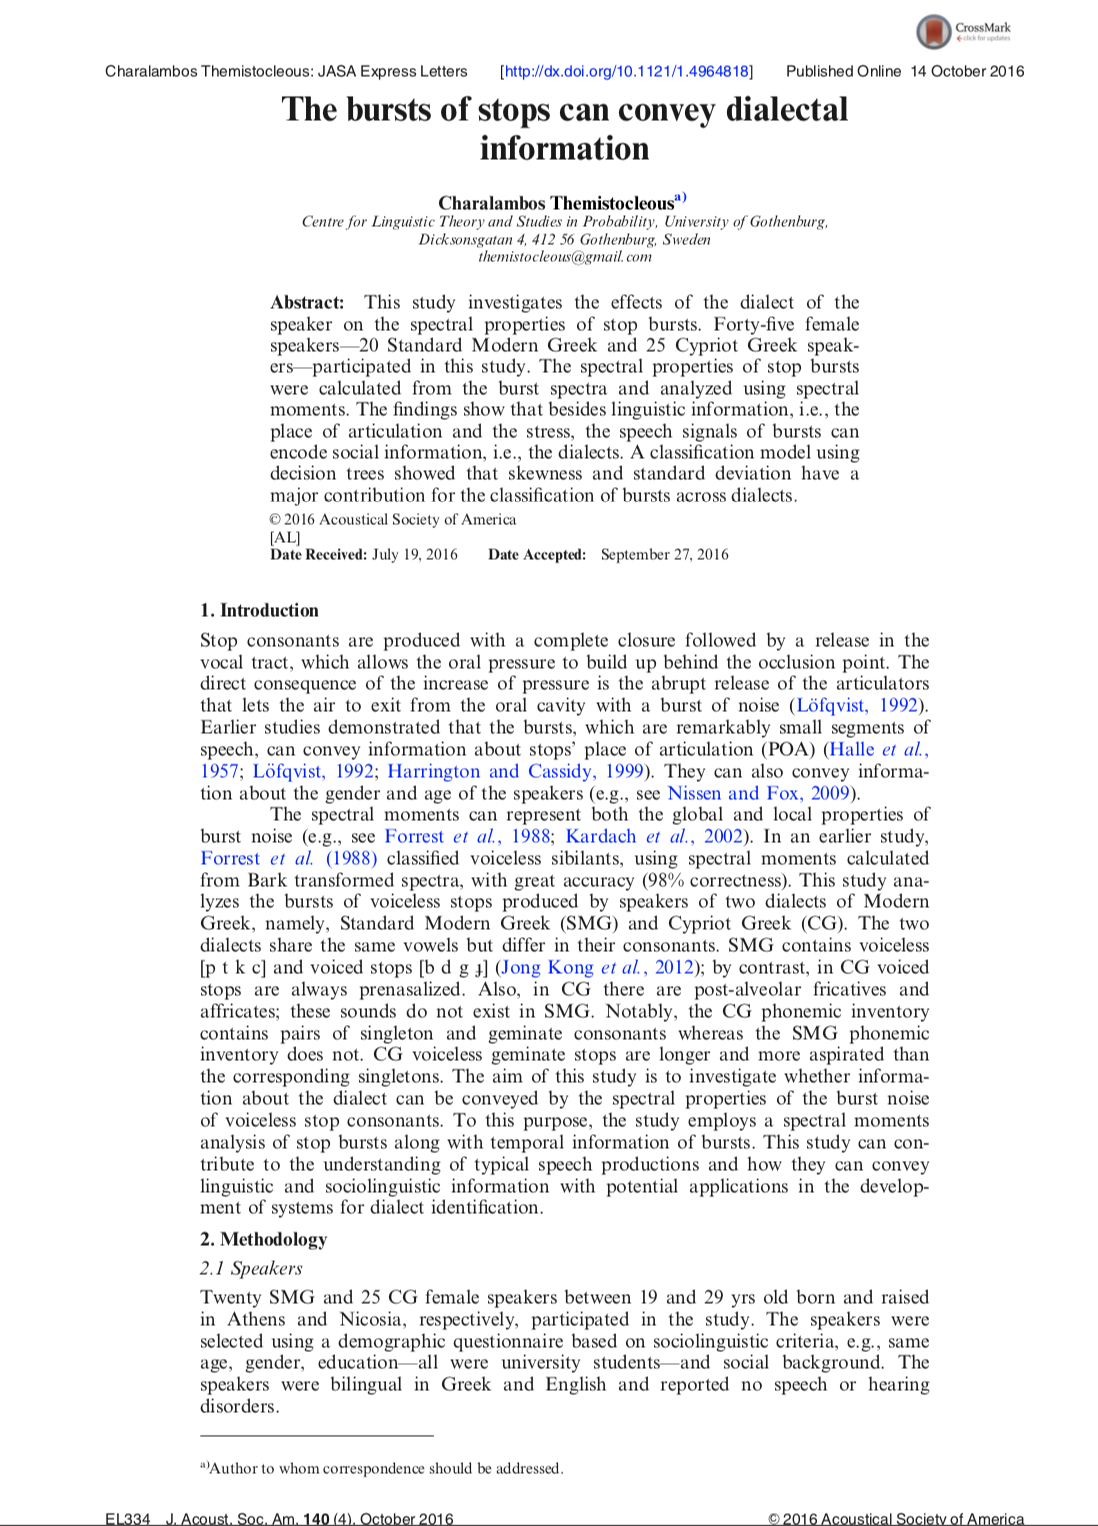 CrossMark
click for updates
Charalambos Themistocleous: JASA Express Letters [http://dx.doi.org/10.1121/1.4964818] Published Online 14 October 2016
The bursts of stops can convey dialectal
information
Charalambos Themistocleous a)
Centre for Linguistic Theory and Studies in Probability, University of Gothenburg,
Dicksonsgatan 4, 412 56 Gothenburg, Sweden
themistocleous@gmail.com
Abstract: This study investigates the effects of the dialect of the
speaker on the spectral properties of stop bursts. Forty-five female
speakers—20 Standard Modern Greek and 25 Cypriot Greek speak-
ers—participated in this study. The spectral properties of stop bursts
were calculated from the burst spectra and analyzed using spectral
moments. The findings show that besides linguistic information, i.e., the
place of articulation and the stress, the speech signals of bursts can
encode social information, i.e., the dialects. A classification model using
decision trees showed that skewness and standard deviation have a
major contribution for the classification of bursts across dialects.
© 2016 Acoustical Society of America
[AL]
Date Received: July 19, 2016 Date Accepted: September 27, 2016
1. Introduction
Stop consonants are produced with a complete closure followed by a release in the
vocal tract, which allows the oral pressure to build up behind the occlusion point. The
direct consequence of the increase of pressure is the abrupt release of the articulators
that lets the air to exit from the oral cavity with a burst of noise (Löfqvist, 1992).
Earlier studies demonstrated that the bursts, which are remarkably small segments of
speech, can convey information about stops' place of articulation (POA) (Halle et al.,
1957; Löfqvist, 1992; Harrington and Cassidy, 1999). They can also convey informa-
tion about the gender and age of the speakers (e.g., see Nissen and Fox, 2009).
The spectral moments can represent both the global and local properties of
burst noise (e.g., see Forrest et al., 1988; Kardach et al., 2002). In an earlier study,
Forrest et al. (1988) classified voiceless sibilants, using spectral moments calculated
from Bark transformed spectra, with great accuracy (98% correctness). This study ana-
lyzes the bursts of voiceless stops produced by speakers of two dialects of Modern
Greek, namely, Standard Modern Greek (SMG) and Cypriot Greek (CG). The two
dialects share the same vowels but differ in their consonants. SMG contains voiceless
[p t k c] and voiced stops [b d g ɟ] (Jong Kong et al., 2012); by contrast, in CG voiced
stops are always prenasalized. Also, in CG there are post-alveolar fricatives and
affricates; these sounds do not exist in SMG. Notably, the CG phonemic inventory
contains pairs of singleton and geminate consonants whereas the SMG phonemic
inventory does not. CG voiceless geminate stops are longer and more aspirated than
the corresponding singletons. The aim of this study is to investigate whether informa-
tion about the dialect can be conveyed by the spectral properties of the burst noise
of voiceless stop consonants. To this purpose, the study employs a spectral moments
analysis of stop bursts along with temporal information of bursts. This study can con-
tribute to the understanding of typical speech productions and how they can convey
linguistic and sociolinguistic information with potential applications in the develop-
ment of systems for dialect identification.
2. Methodology
2.1 Speakers
Twenty SMG and 25 CG female speakers between 19 and 29 yrs old born and raised
in Athens and Nicosia, respectively, participated in the study. The speakers were
selected using a demographic questionnaire based on sociolinguistic criteria, e.g., same
age, gender, education—all were university students—and social background. The
speakers were bilingual in Greek and English and reported no speech or hearing
disorders.
a)Author to whom correspondence should be addressed.
EL334 J. Acoust. Soc. Am. 140 (4), October 2016 © 2016 Acoustical Society of America